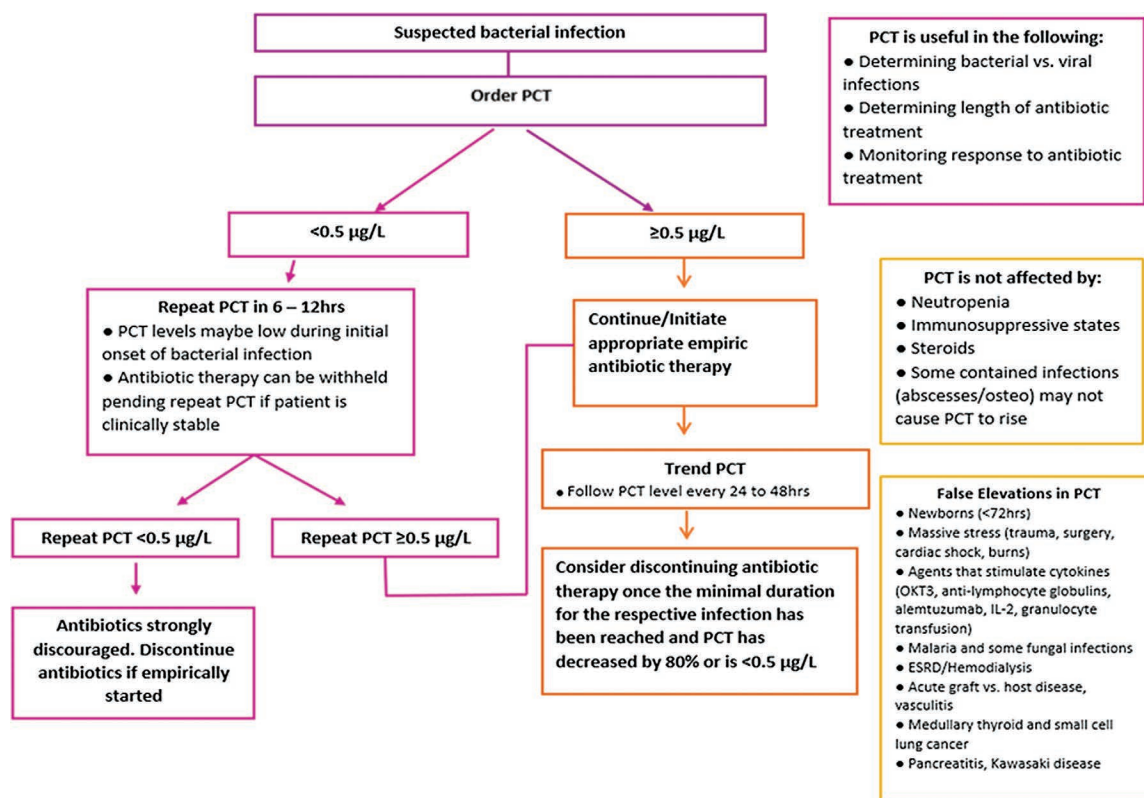 Suspected bacterial infection
Order PCT
<0.5 µg/L
≥0.5 µg/L
Repeat PCT in 6 – 12hrs
● PCT levels maybe low during initial
onset of bacterial infection
● Antibiotic therapy can be withheld
pending repeat PCT if patient is
clinically stable
Continue/Initiate
appropriate empiric
antibiotic therapy
Trend PCT
● Follow PCT level every 24 to 48hrs
Repeat PCT <0.5 µg/L
Repeat PCT ≥0.5 µg/L
Antibiotics strongly
discouraged. Discontinue
antibiotics if empirically
started
Consider discontinuing antibiotic
therapy once the minimal duration
for the respective infection has
been reached and PCT has
decreased by 80% or is <0.5 µg/L
PCT is useful in the following:
● Determining bacterial vs. viral
infections
● Determining length of antibiotic
treatment
● Monitoring response to antibiotic
treatment
PCT is not affected by:
● Neutropenia
● Immunosuppressive states
● Steroids
● Some contained infections
(abscesses/osteo) may not
cause PCT to rise
False Elevations in PCT
● Newborns (<72hrs)
● Massive stress (trauma, surgery,
cardiac shock, burns)
● Agents that stimulate cytokines
(OKT3, anti-lymphocyte globulins,
alemtuzumab, IL-2, granulocyte
transfusion)
● Malaria and some fungal infections
● ESRD/Hemodialysis
● Acute graft vs. host disease,
vasculitis
● Medullary thyroid and small cell
lung cancer
● Pancreatitis, Kawasaki disease